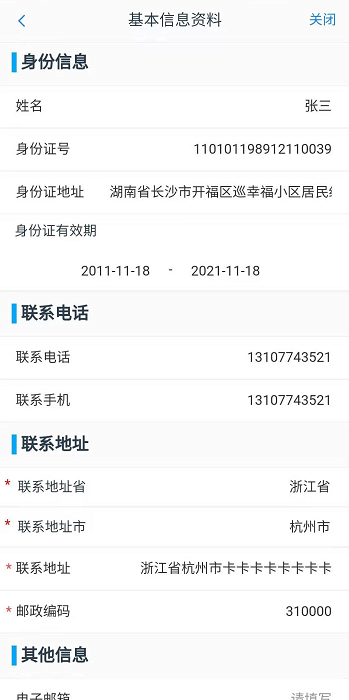 基本信息资料 关闭
身份信息
姓名 张三
身份证号 110101198912110039
身份证地址 湖南省长沙市开福区巡幸福小区居民
身份证有效期
2011-11-18 - 2021-11-18
联系电话
联系电话 13107743521
联系手机 13107743521
联系地址
* 联系地址省 浙江省
* 联系地址市 杭州市
* 联系地址 浙江省杭州市卡卡卡卡卡卡卡卡
* 邮政编码 310000
其他信息
电子邮箱 请填写